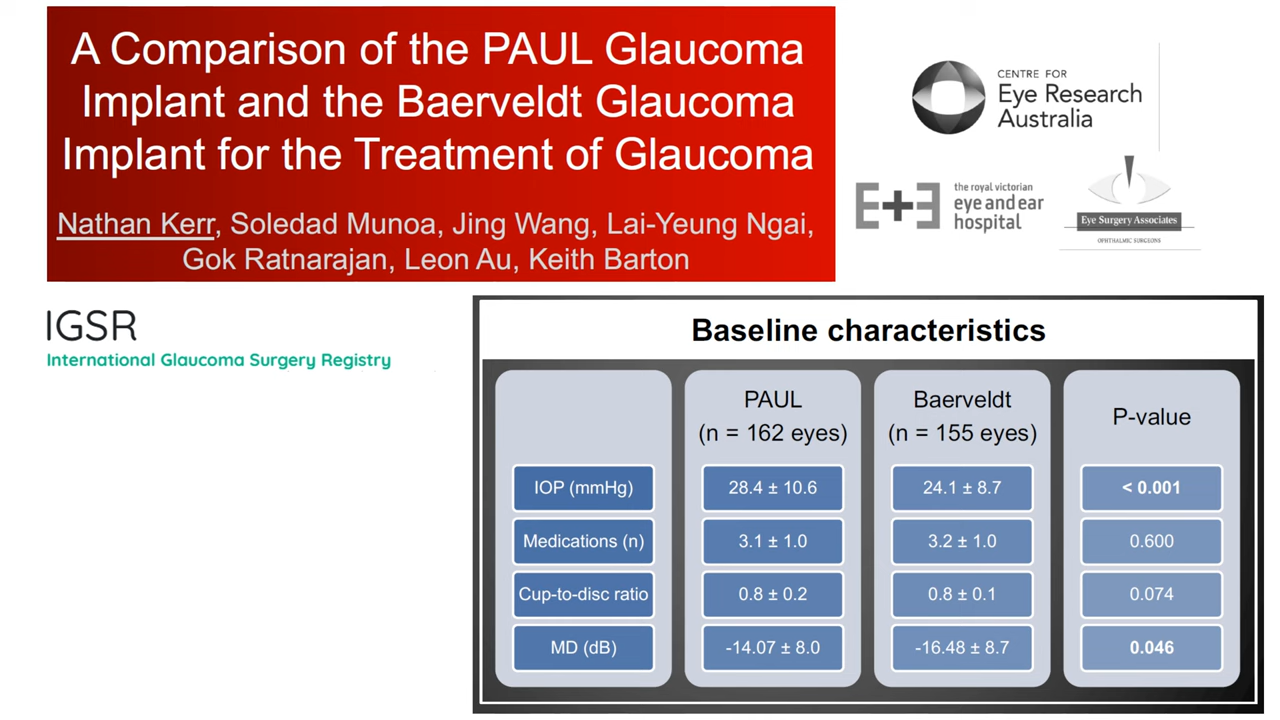 A Comparison of the PAUL Glaucoma
Implant and the Baerveldt Glaucoma
Implant for the Treatment of Glaucoma
Nathan Kerr, Soledad Munoa, Jing Wang, Lai-Yeung Ngai,
Gok Ratnarajan, Leon Au, Keith Barton
CENTRE FOR
Eye Research
Australia
E+E
the royal victorian
eye and ear
hospital
Eye Surgery Associates
OPHTHALMIC SURGEONS
IGSR
International Glaucoma Surgery Registry
Baseline characteristics
PAUL
(n = 162 eyes)
Baerveldt
(n = 155 eyes)
P-value
IOP (mmHg) 28.4 ± 10.6 24.1 ± 8.7 < 0.001
Medications (n) 3.1 ± 1.0 3.2 ± 1.0 0.600
Cup-to-disc ratio 0.8 ± 0.2 0.8 ± 0.1 0.074
MD (dB) -14.07 ± 8.0 -16.48 ± 8.7 0.046